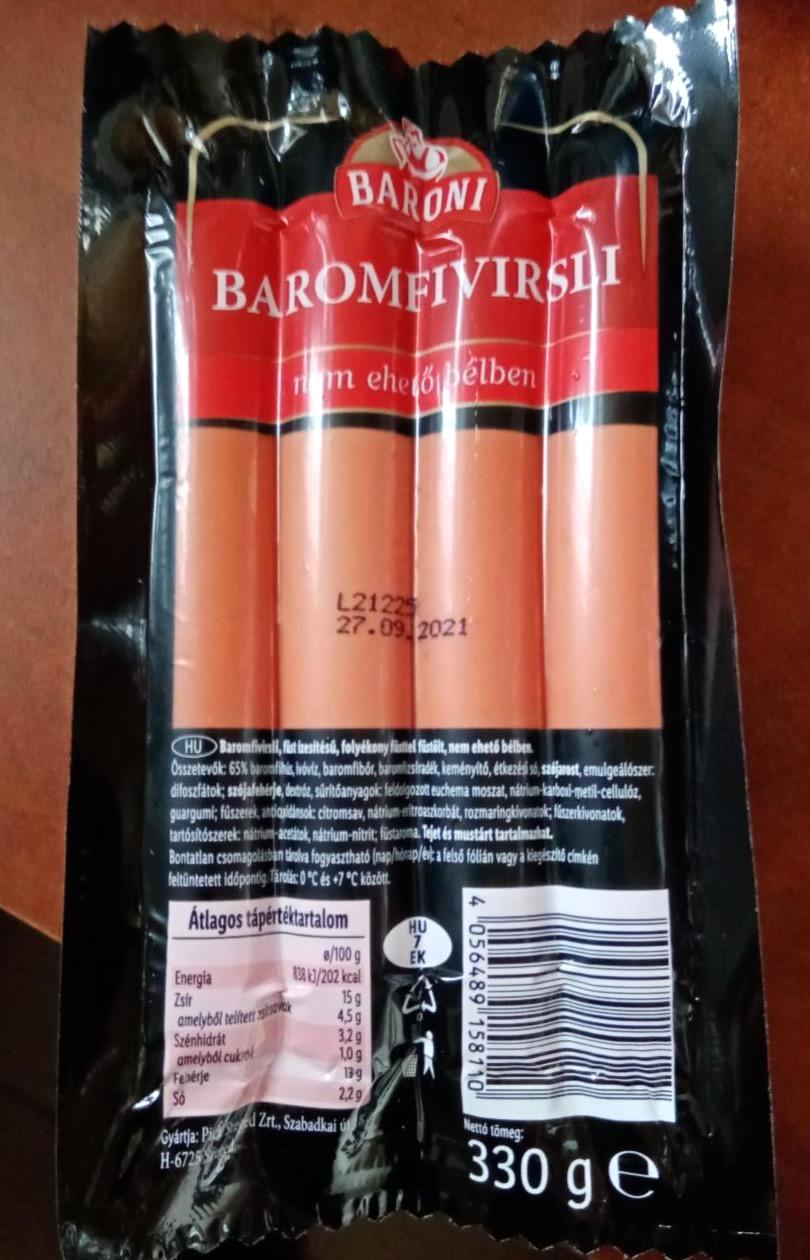 BARONI
BAROMFIVIRSLI
nem ehető bélben
L21225
27.09.2021
HU Baromfivirsli, füst ízesítésű, folyékony füsttel füstölt, nem ehető bélben.
Összetevők: 65% baromfihús, ivóvíz, baromfibőr, baromfizsiradék, keményítő, étkezési só, szójarost, emulgeálószer:
difoszfátok; szójafehérje, dextróz, sűrítőanyagok: feldolgozott euchema moszat, nátrium-karboxi-metil-cellulóz,
guargumi; fűszerek, antioxidánsok: citromsav, nátrium-eritroaszkorbát, rozmaringkivonatok; fűszerkivonatok,
tartósítószerek: nátrium-acetátok, nátrium-nitrit; füstaroma. Tejet és mustárt tartalmazhat.
Bontatlan csomagolásban tárolva fogyasztható (nap/hónap/év): a felső fólián vagy a kiegészítő címkén
feltüntetett időpontig. Tárolás: 0 °C és +7 °C között.
Átlagos tápértéktartalom
ø/100 g
Energia 838 kJ/202 kcal
Zsír 15 g
amelyből telített zsírsavak 4,5 g
Szénhidrát 3,2 g
amelyből cukrok 1,0 g
Fehérje 13 g
Só 2,2 g
HU
7
EK
4 056489 158110
Gyártja: Pick Szeged Zrt., Szabadkai út
H-6725
Nettó tömeg:
330 g e